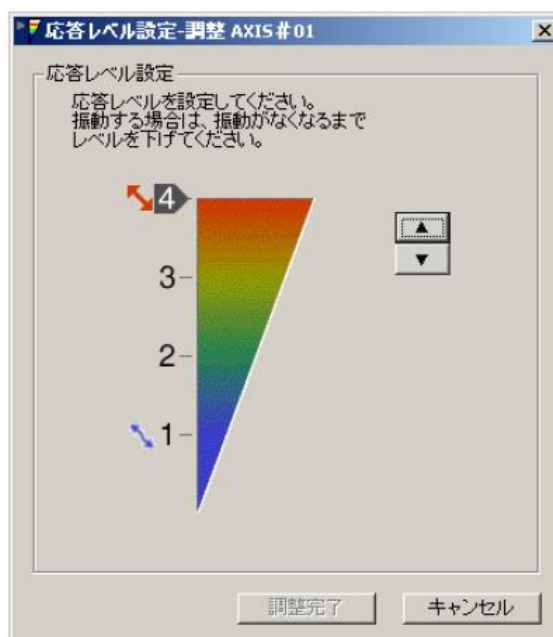 応答レベル設定-調整 AXIS#01
応答レベル設定
応答レベルを設定してください。
振動する場合は、振動がなくなるまで
レベルを下げてください。
4
3
2
1
調整完了
キャンセル